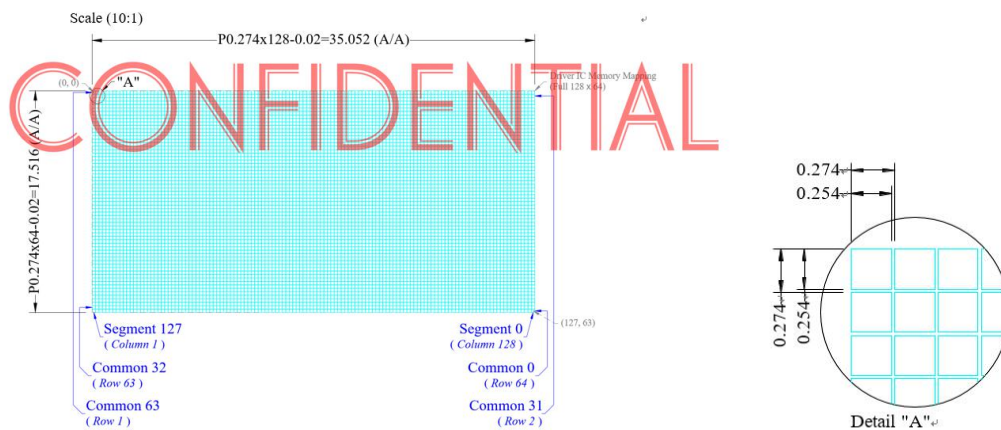 Scale (10:1)
P0.274x128-0.02=35.052 (A/A)
CONFIDENTIAL
(0, 0)
"A"
Driver IC Memory Mapping
(Full 128 x 64)
P0.274x64-0.02=17.516 (A/A)
Segment 127
( Column 1 )
Common 32
( Row 63 )
Common 63
( Row 1 )
(127, 63)
Segment 0
( Column 128 )
Common 0
( Row 64 )
Common 31
( Row 2 )
0.274
0.254
0.274
0.254
Detail "A"